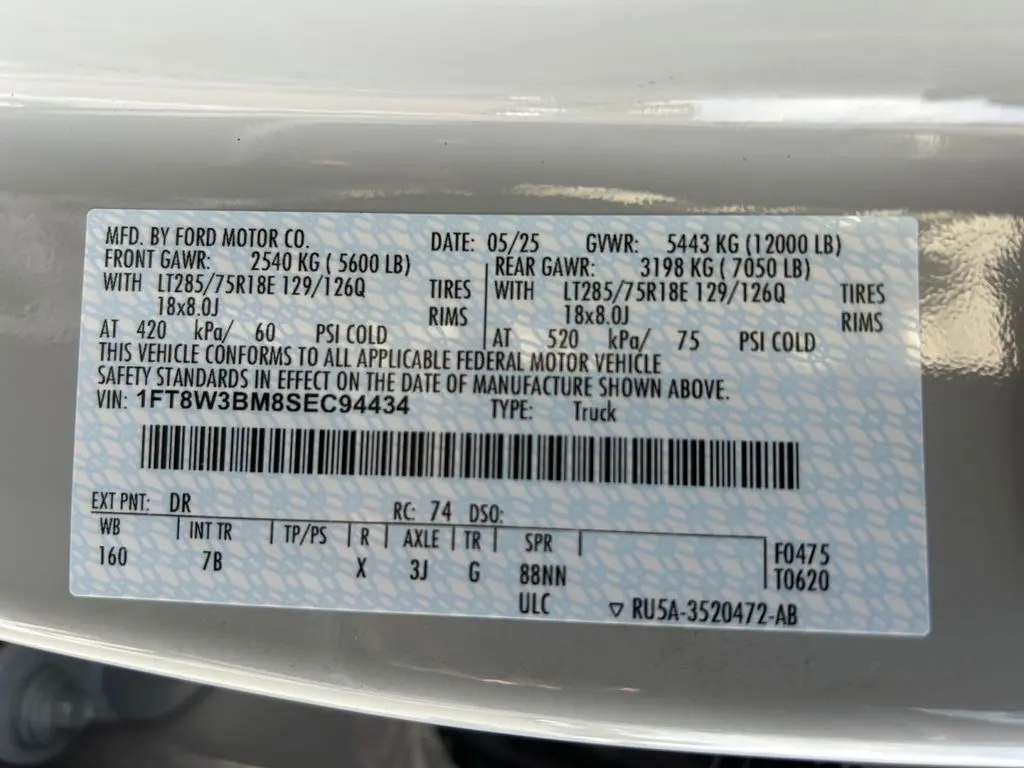 MFD. BY FORD MOTOR CO. DATE: 05/25 GVWR: 5443 KG (12000 LB)
FRONT GAWR: 2540 KG ( 5600 LB) REAR GAWR: 3198 KG ( 7050 LB)
WITH LT285/75R18E 129/126Q TIRES WITH LT285/75R18E 129/126Q TIRES
18x8.0J RIMS 18x8.0J RIMS
AT 420 kPa/ 60 PSI COLD AT 520 kPa/ 75 PSI COLD
THIS VEHICLE CONFORMS TO ALL APPLICABLE FEDERAL MOTOR VEHICLE
SAFETY STANDARDS IN EFFECT ON THE DATE OF MANUFACTURE SHOWN ABOVE.
VIN: 1FT8W3BM8SEC94434 TYPE: Truck
EXT PNT: DR RC: 74 DSO:
WB INT TR TP/PS R AXLE TR SPR F0475
160 7B X 3J G 88NN T0620
ULC ▽ RU5A-3520472-AB